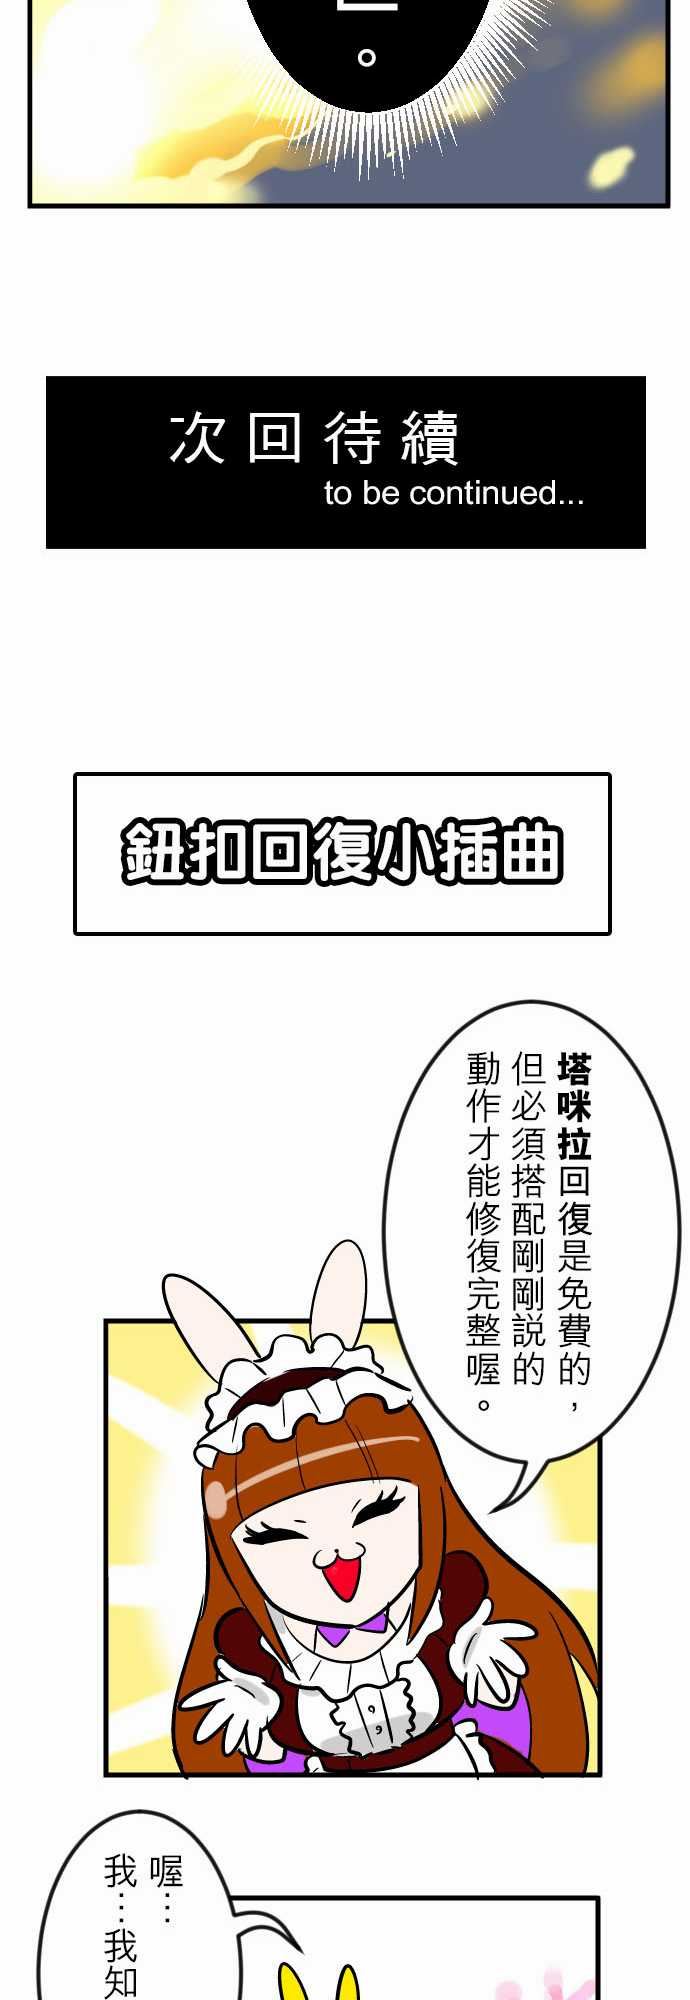 。
次回待續
to be continued...
鈕扣回復小插曲
塔咪拉回復是免費的，
但必須搭配剛剛説的
動作才能修復完整喔。
喔…
我…我知